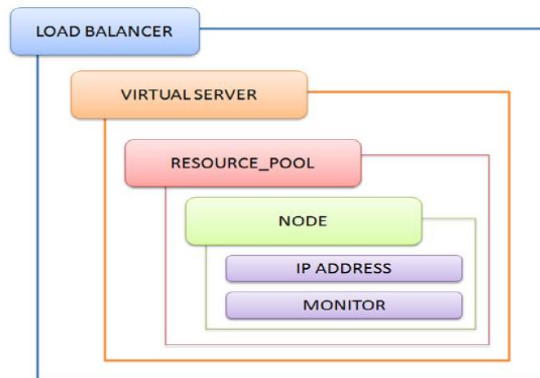 LOAD BALANCER
VIRTUAL SERVER
RESOURCE_POOL
NODE
IP ADDRESS
MONITOR